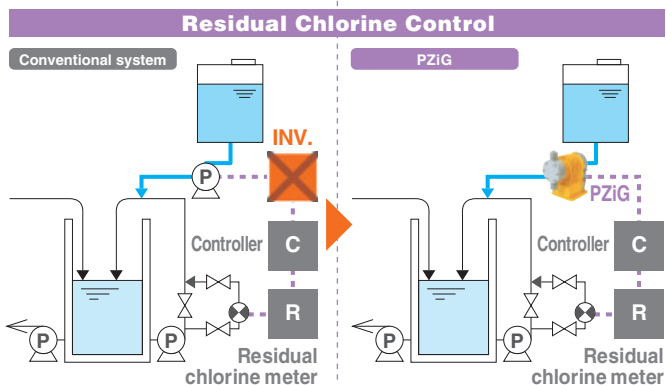 Residual Chlorine Control
Conventional system
PZiG
INV.
P
Controller
C
R
P
P
Residual
chlorine meter
PZiG
Controller
C
R
P
P
Residual
chlorine meter